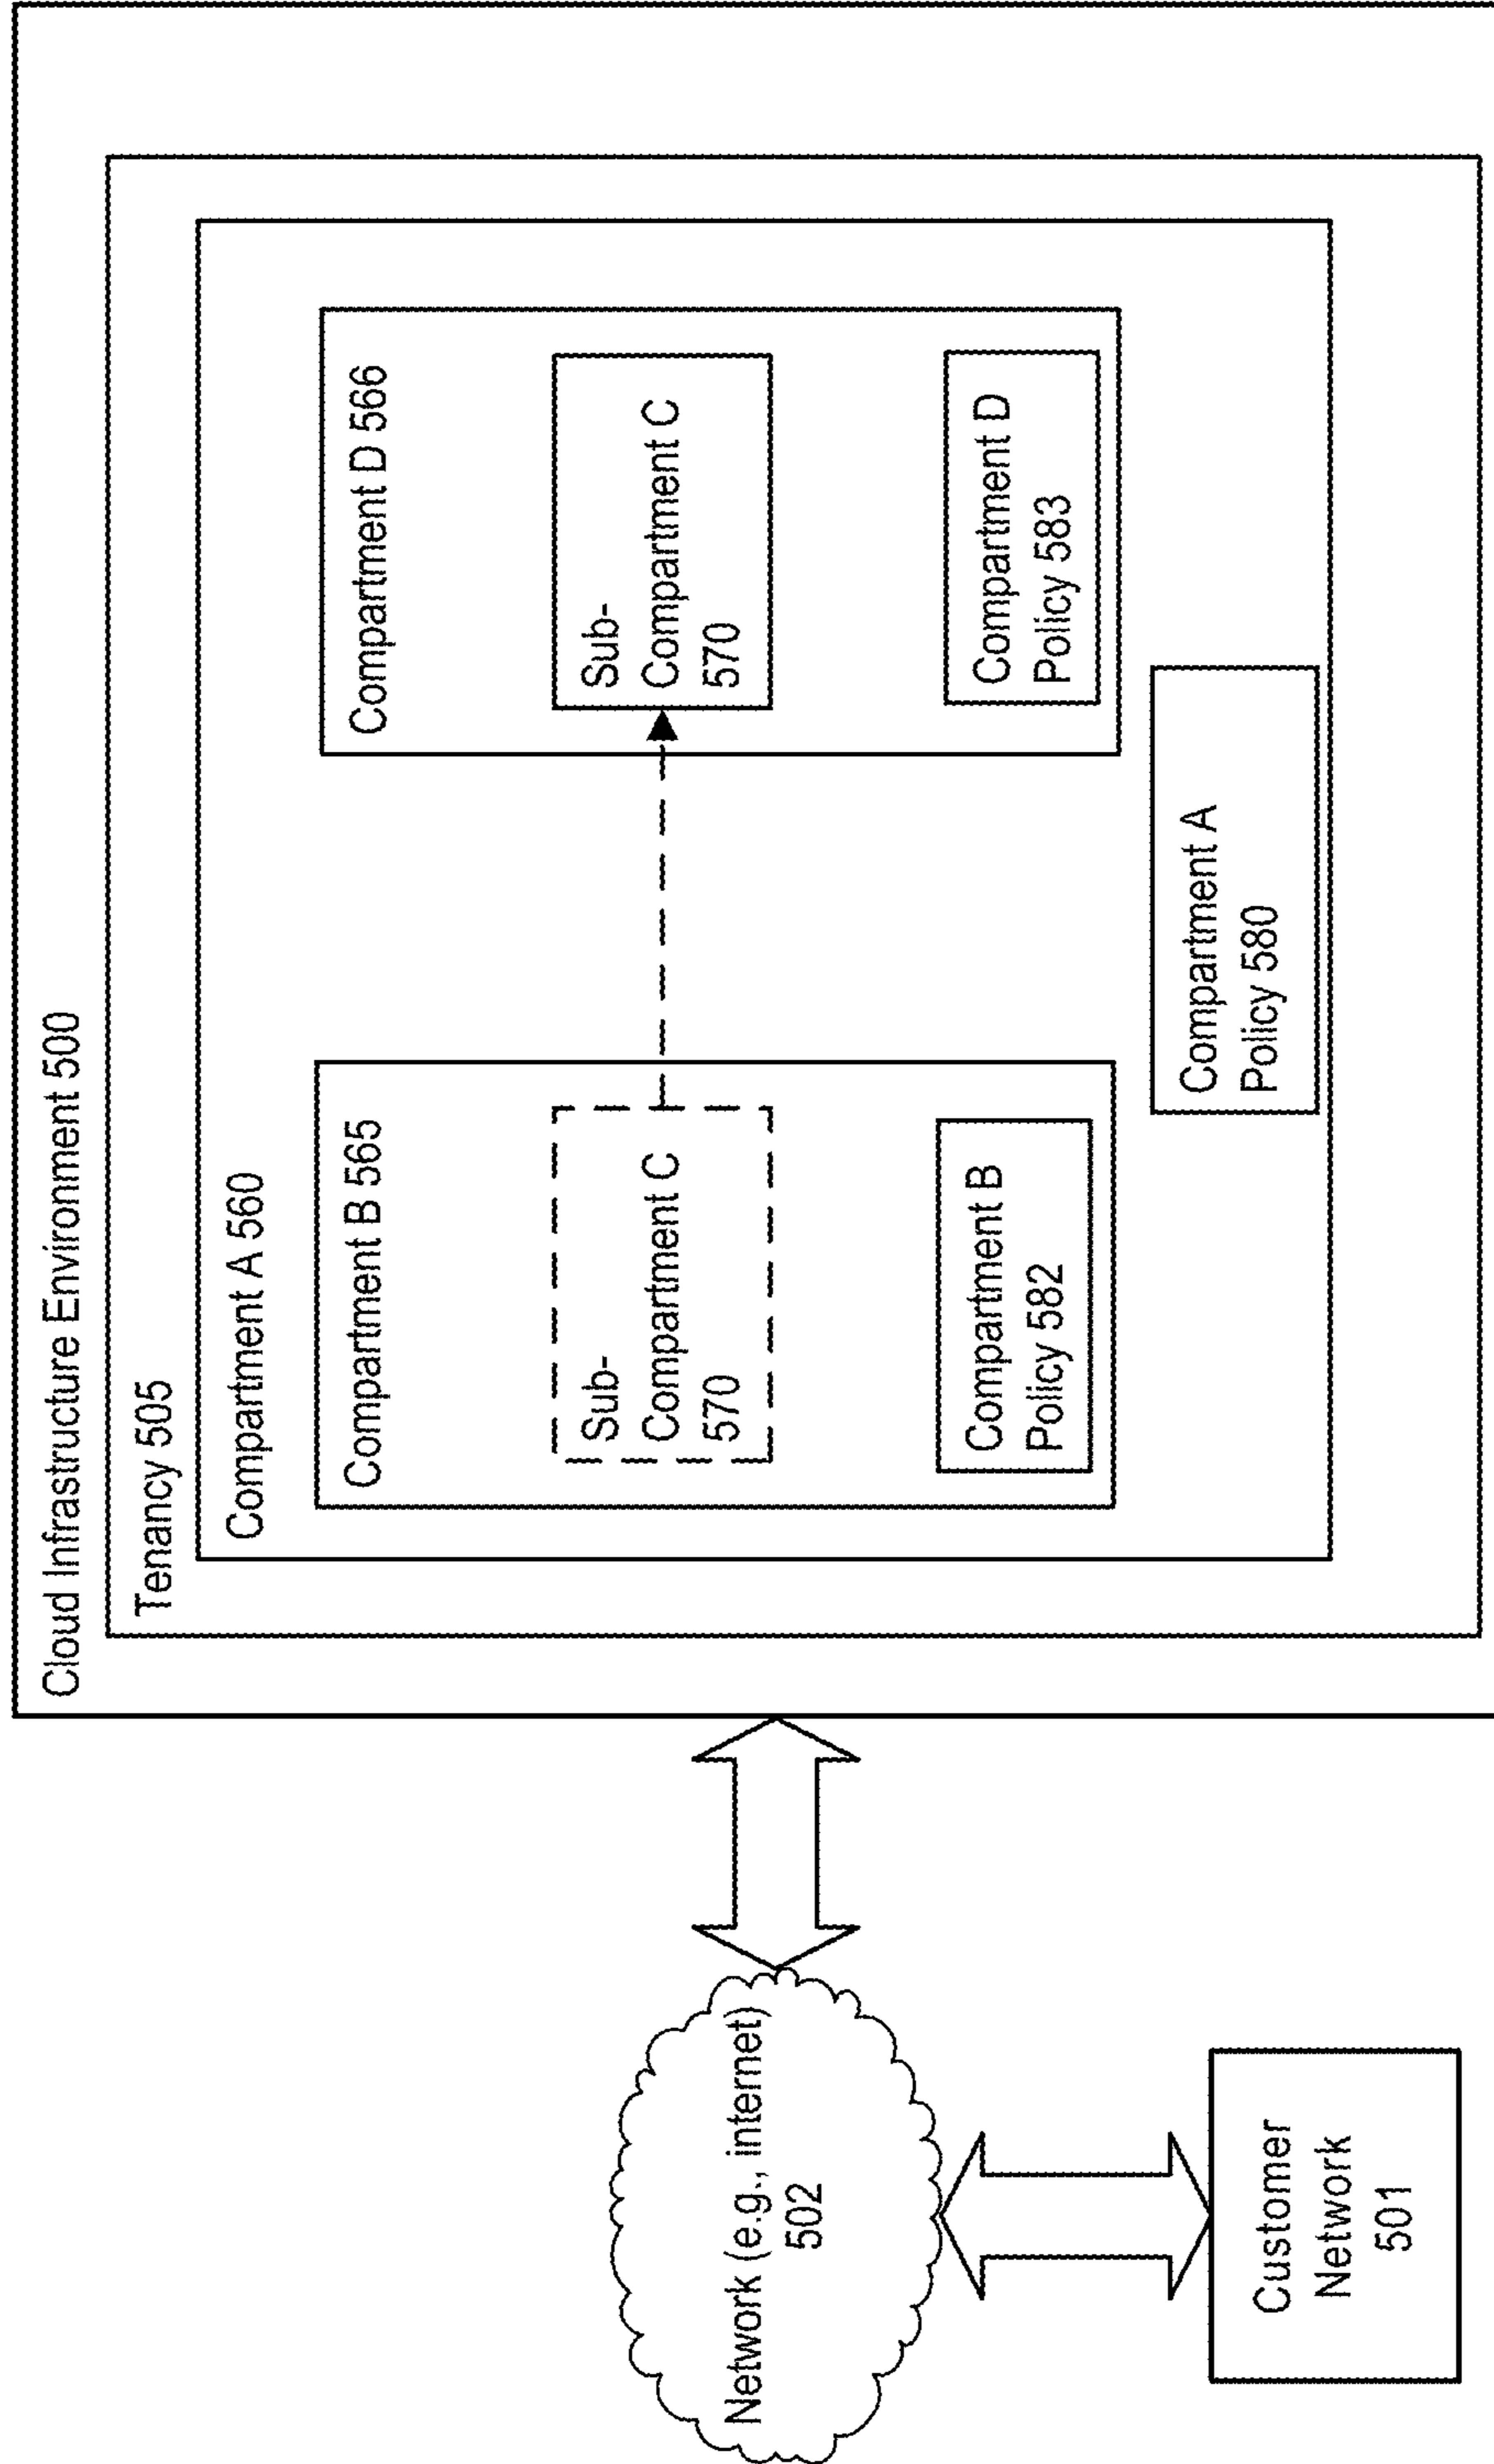 Cloud Infrastructure Environment 500
Tenancy 505
Compartment A 560
Compartment B 565
Sub-
Compartment C
570
Compartment B
Policy 582
Compartment D 566
Sub-
Compartment C
570
Compartment D
Policy 583
Compartment A
Policy 580
Network (e.g., internet)
502
Customer
Network
501